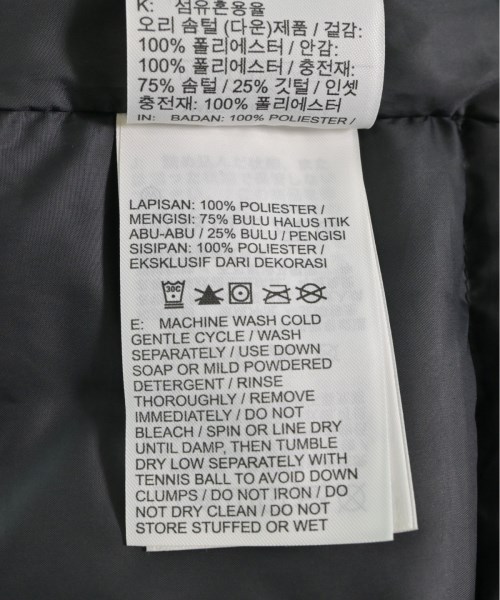 K: 섬유혼용율
오리 솜털 (다운)제품 / 겉감:
100% 폴리에스터 / 안감:
100% 폴리에스터 / 충전재:
75% 솜털 / 25% 깃털 / 인셋
충전재: 100% 폴리에스터
IN: BADAN: 100% POLIESTER /
LAPISAN: 100% POLIESTER /
MENGISI: 75% BULU HALUS ITIK
ABU-ABU / 25% BULU / PENGISI
SISIPAN: 100% POLIESTER /
EKSKLUSIF DARI DEKORASI
30C
E: MACHINE WASH COLD
GENTLE CYCLE / WASH
SEPARATELY / USE DOWN
SOAP OR MILD POWDERED
DETERGENT / RINSE
THOROUGHLY / REMOVE
IMMEDIATELY / DO NOT
BLEACH / SPIN OR LINE DRY
UNTIL DAMP, THEN TUMBLE
DRY LOW SEPARATELY WITH
TENNIS BALL TO AVOID DOWN
CLUMPS / DO NOT IRON / DO
NOT DRY CLEAN / DO NOT
STORE STUFFED OR WET